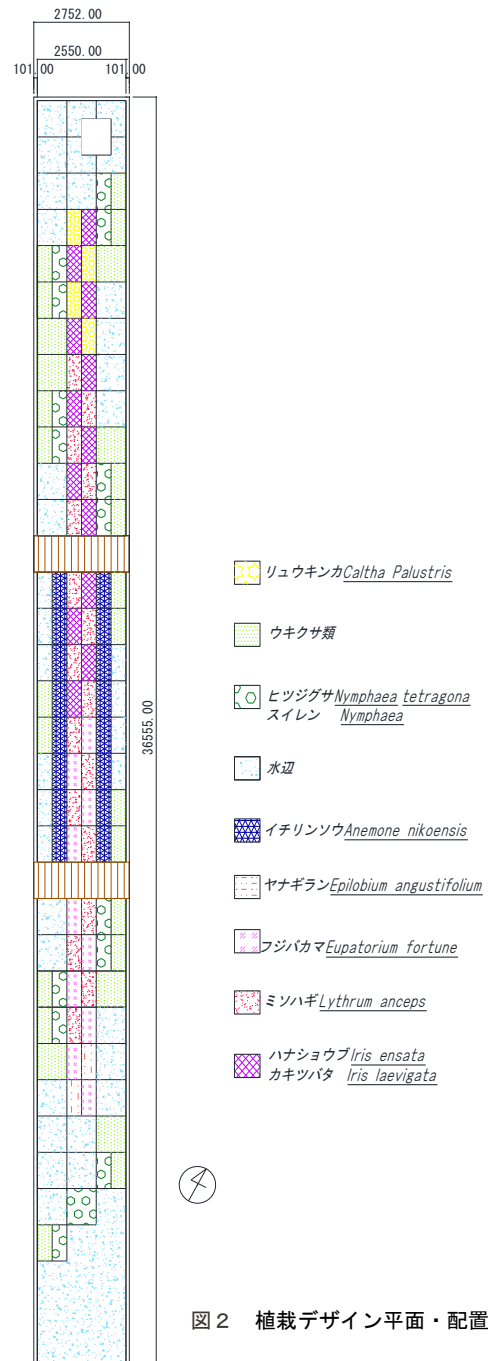 2752.00
2550.00
101.00 101.00
36555.00
リュウキンカCaltha Palustris
ウキクサ類
ヒツジグサNymphaea tetragona
スイレン Nymphaea
水辺
イチリンソウAnemone nikoensis
ヤナギランEpilobium angustifolium
フジバカマEupatorium fortune
ミソハギLythrum anceps
ハナショウブIris ensata
カキツバタ Iris laevigata
図2 植栽デザイン平面・配置